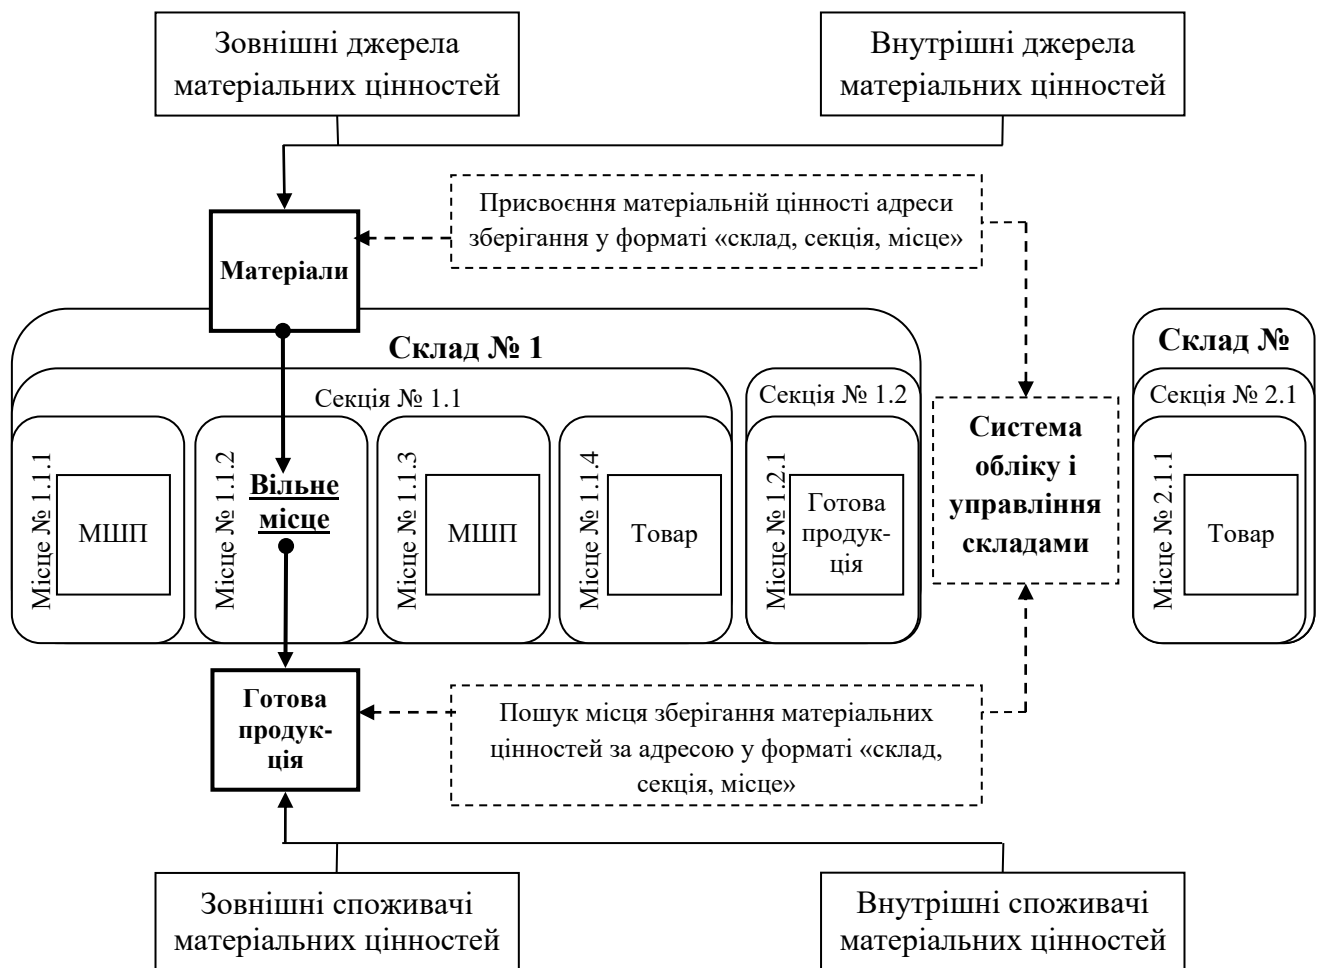 Зовнішні джерела
матеріальних цінностей
Внутрішні джерела
матеріальних цінностей
Присвоєння матеріальній цінності адреси
зберігання у форматі «склад, секція, місце»
Матеріали
Склад № 1
Склад №
Секція № 1.1
Секція № 1.2
Секція № 2.1
Місце № 1.1.1
МШП
Місце № 1.1.2
Вільне
місце
Місце № 1.1.3
МШП
Місце № 1.1.4
Товар
Місце № 1.2.1
Готова
продук-
ція
Система
обліку і
управління
складами
Місце № 2.1.1
Товар
Готова
продук-
ція
Пошук місця зберігання матеріальних
цінностей за адресою у форматі «склад,
секція, місце»
Зовнішні споживачі
матеріальних цінностей
Внутрішні споживачі
матеріальних цінностей